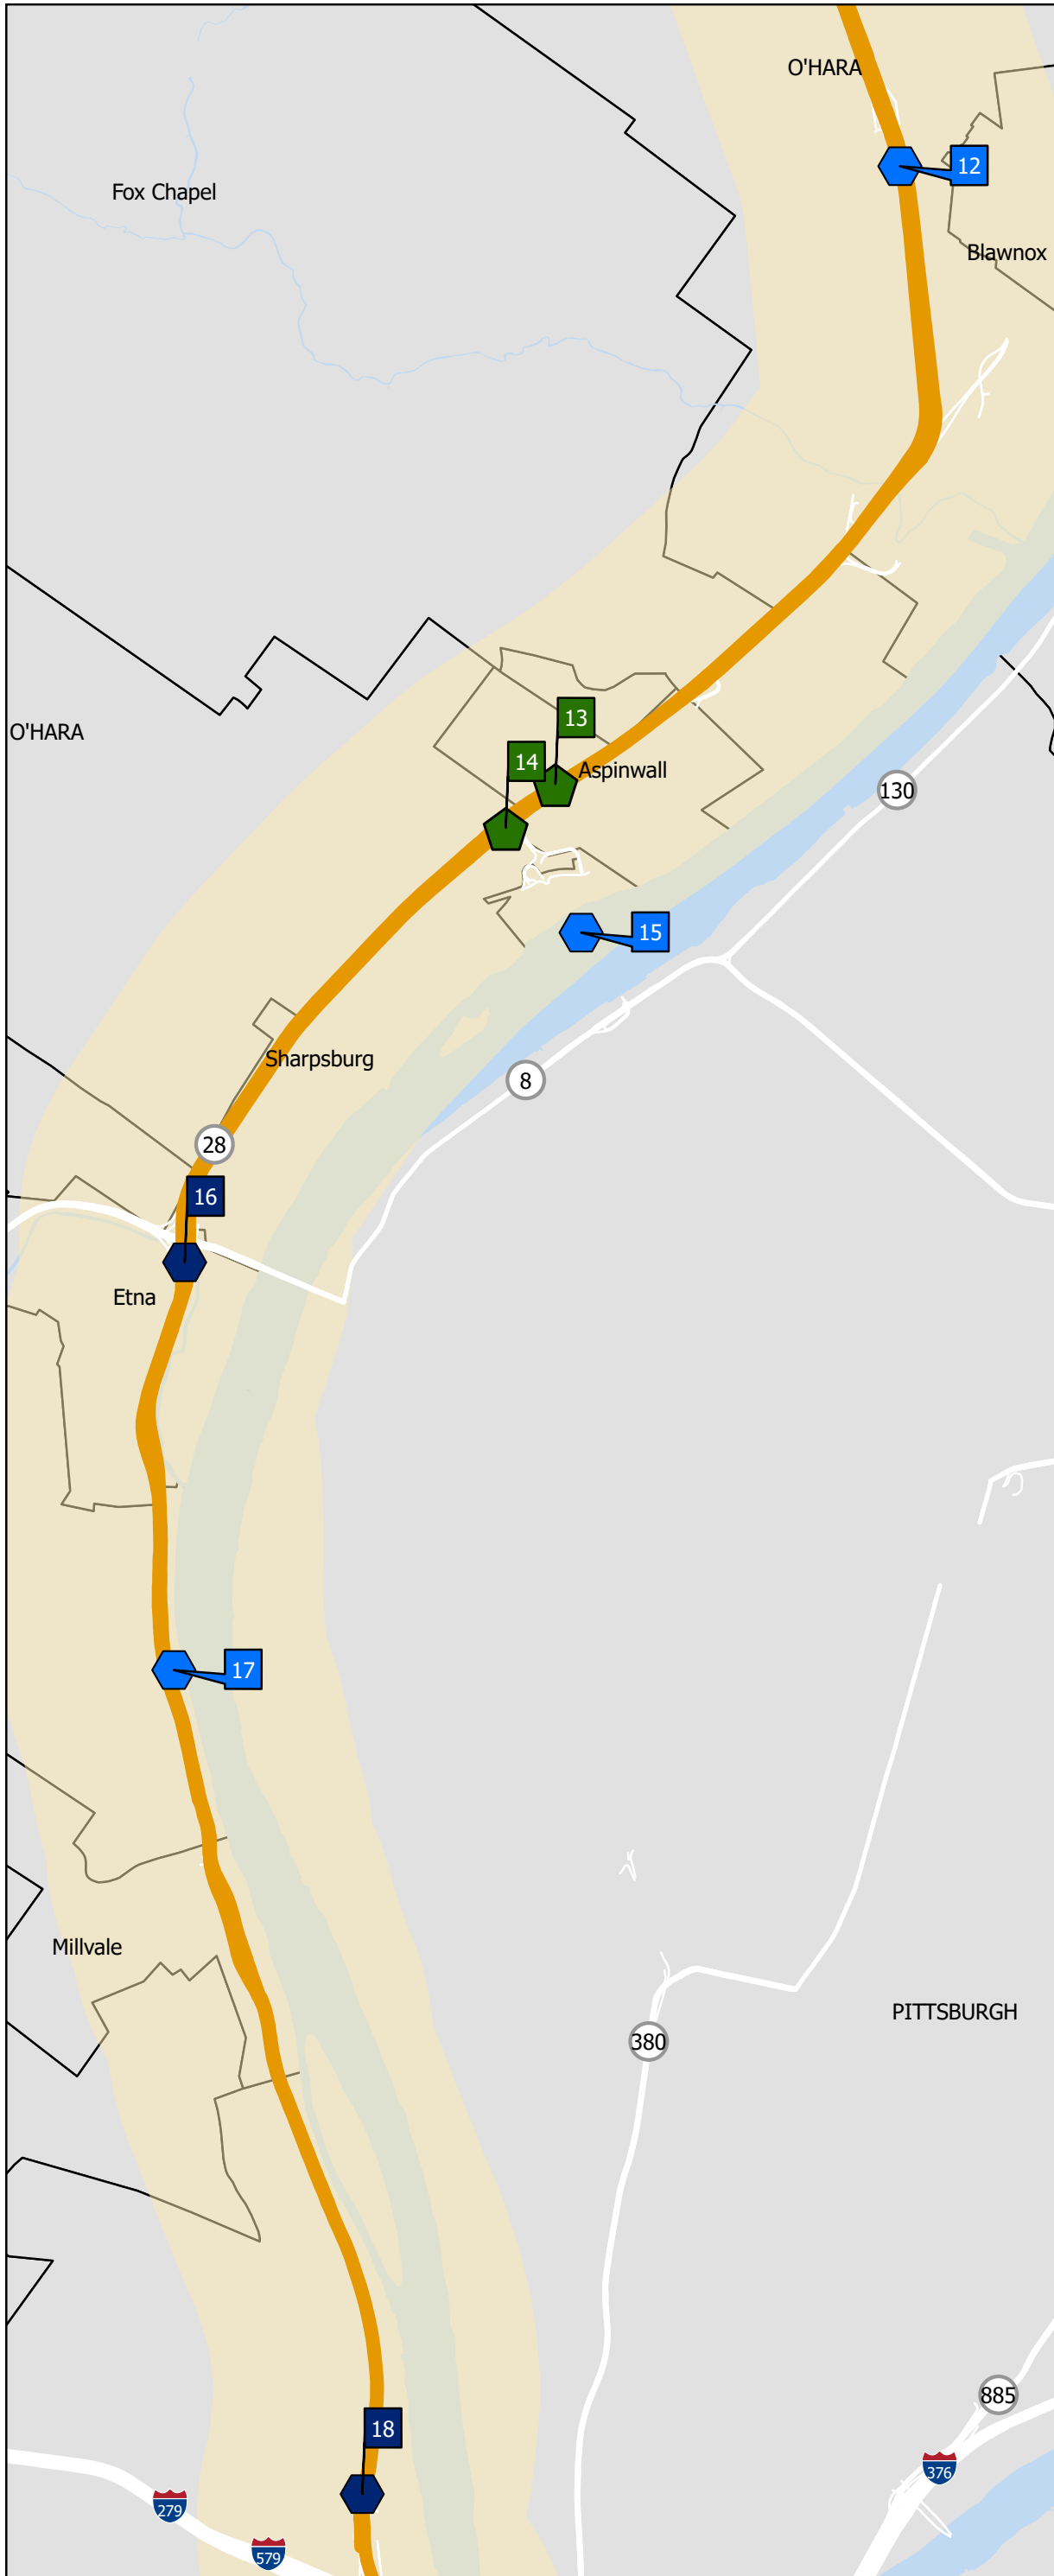 O'HARA
12
Fox Chapel
Blawnox
13
O'HARA
14
Aspinwall
130
15
Sharpsburg
8
28
16
Etna
17
Millvale
PITTSBURGH
380
885
18
376
279
579